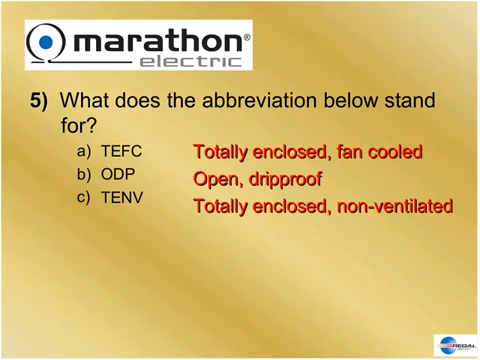 marathon®
electric
5) What does the abbreviation below stand
for?
a) TEFC Totally enclosed, fan cooled
b) ODP Open, dripproof
c) TENV Totally enclosed, non-ventilated
REGAL